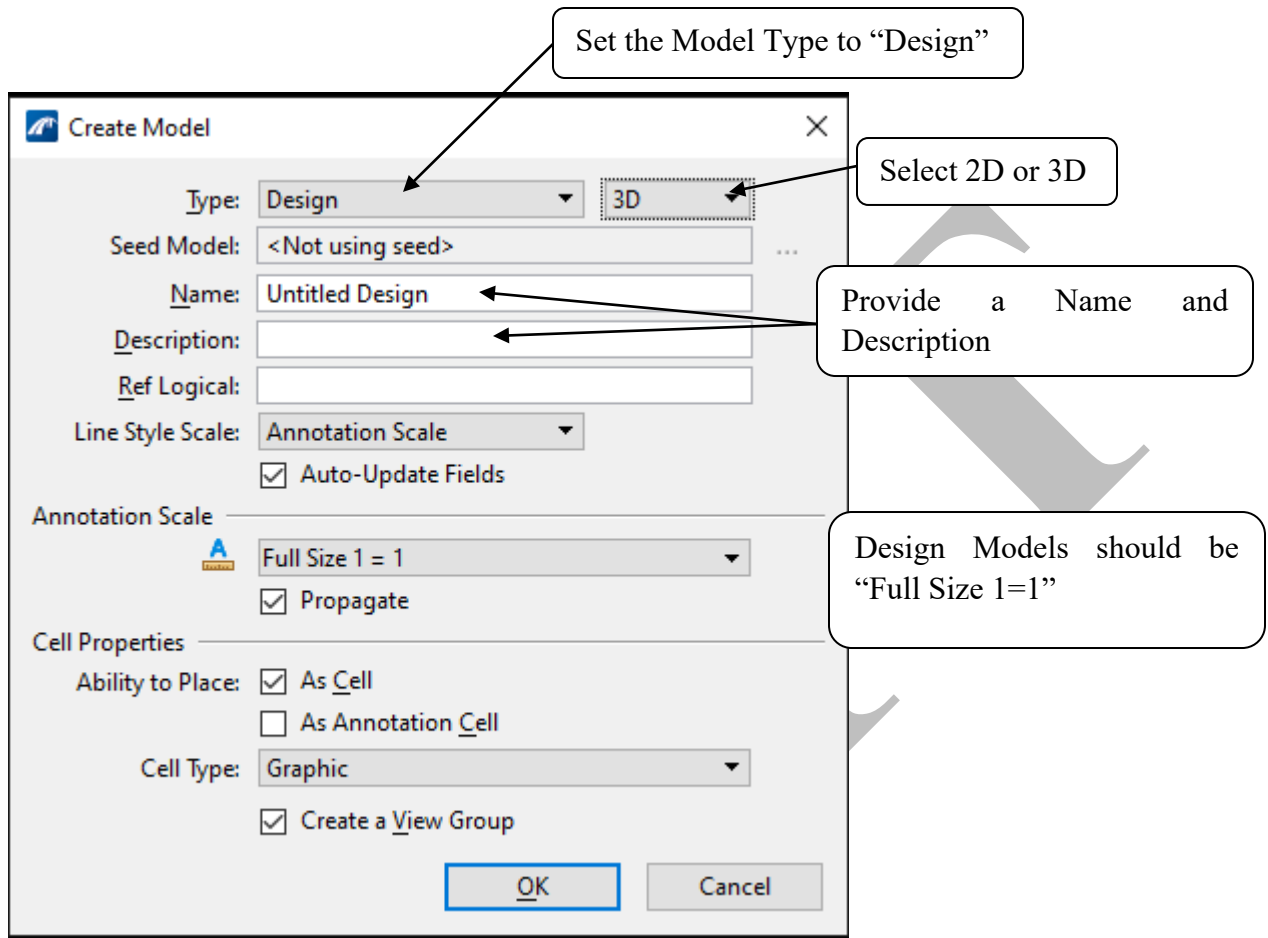 Set the Model Type to “Design”
Create Model
Select 2D or 3D
Type: Design 3D
Seed Model: <Not using seed> ...
Name: Untitled Design
Provide a Name and
Description
Description:
Ref Logical:
Line Style Scale: Annotation Scale
Auto-Update Fields
Annotation Scale
Design Models should be
“Full Size 1=1”
A
Full Size 1 = 1
Propagate
Cell Properties
Ability to Place: As Cell
As Annotation Cell
Cell Type: Graphic
Create a View Group
OK Cancel